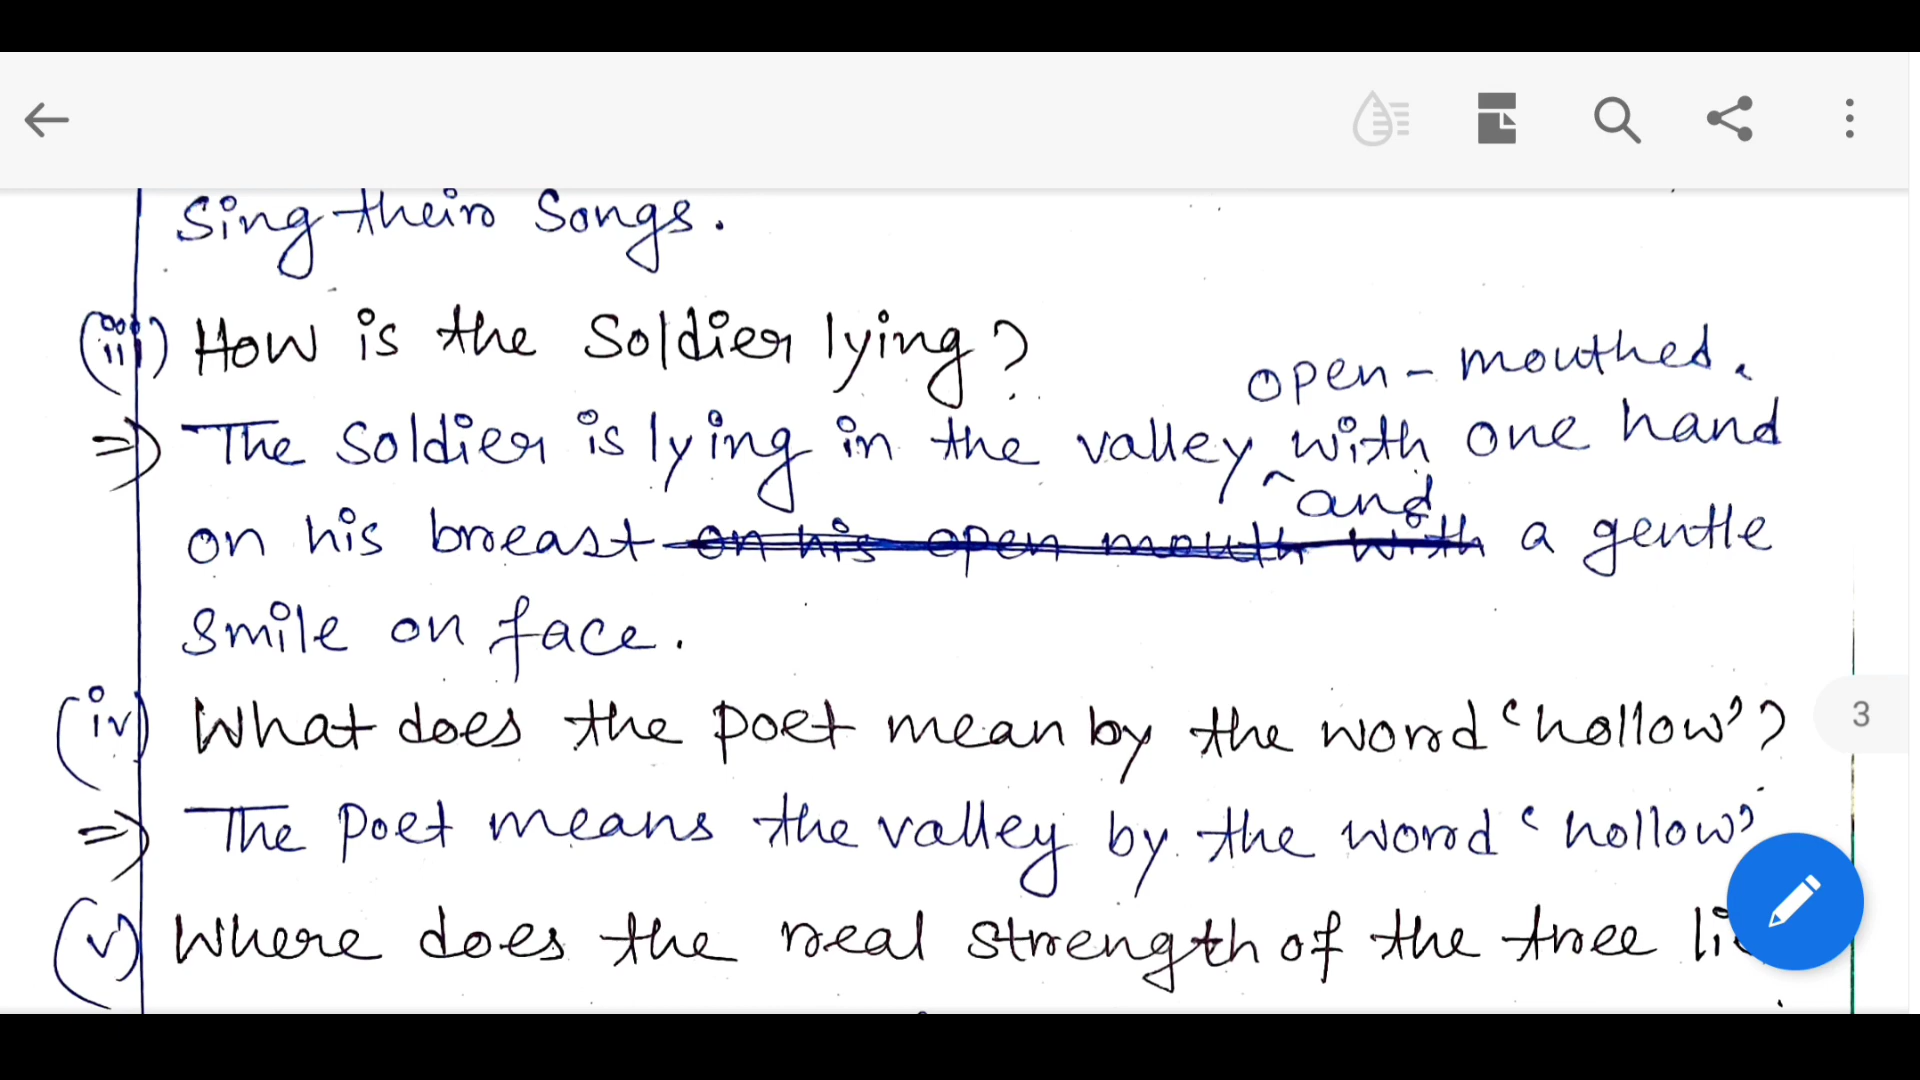 Sing their Songs.
(iii) How is the Soldier lying?
open-mouthed.
=> The Soldier is lying in the valley ^ with one hand
and
on his breast on his open mouth with a gentle
Smile on face.
(iv) What does the poet mean by the word 'hollow'?
3
=> The Poet means the valley by the word 'hollow'
(v) Where does the real strength of the tree